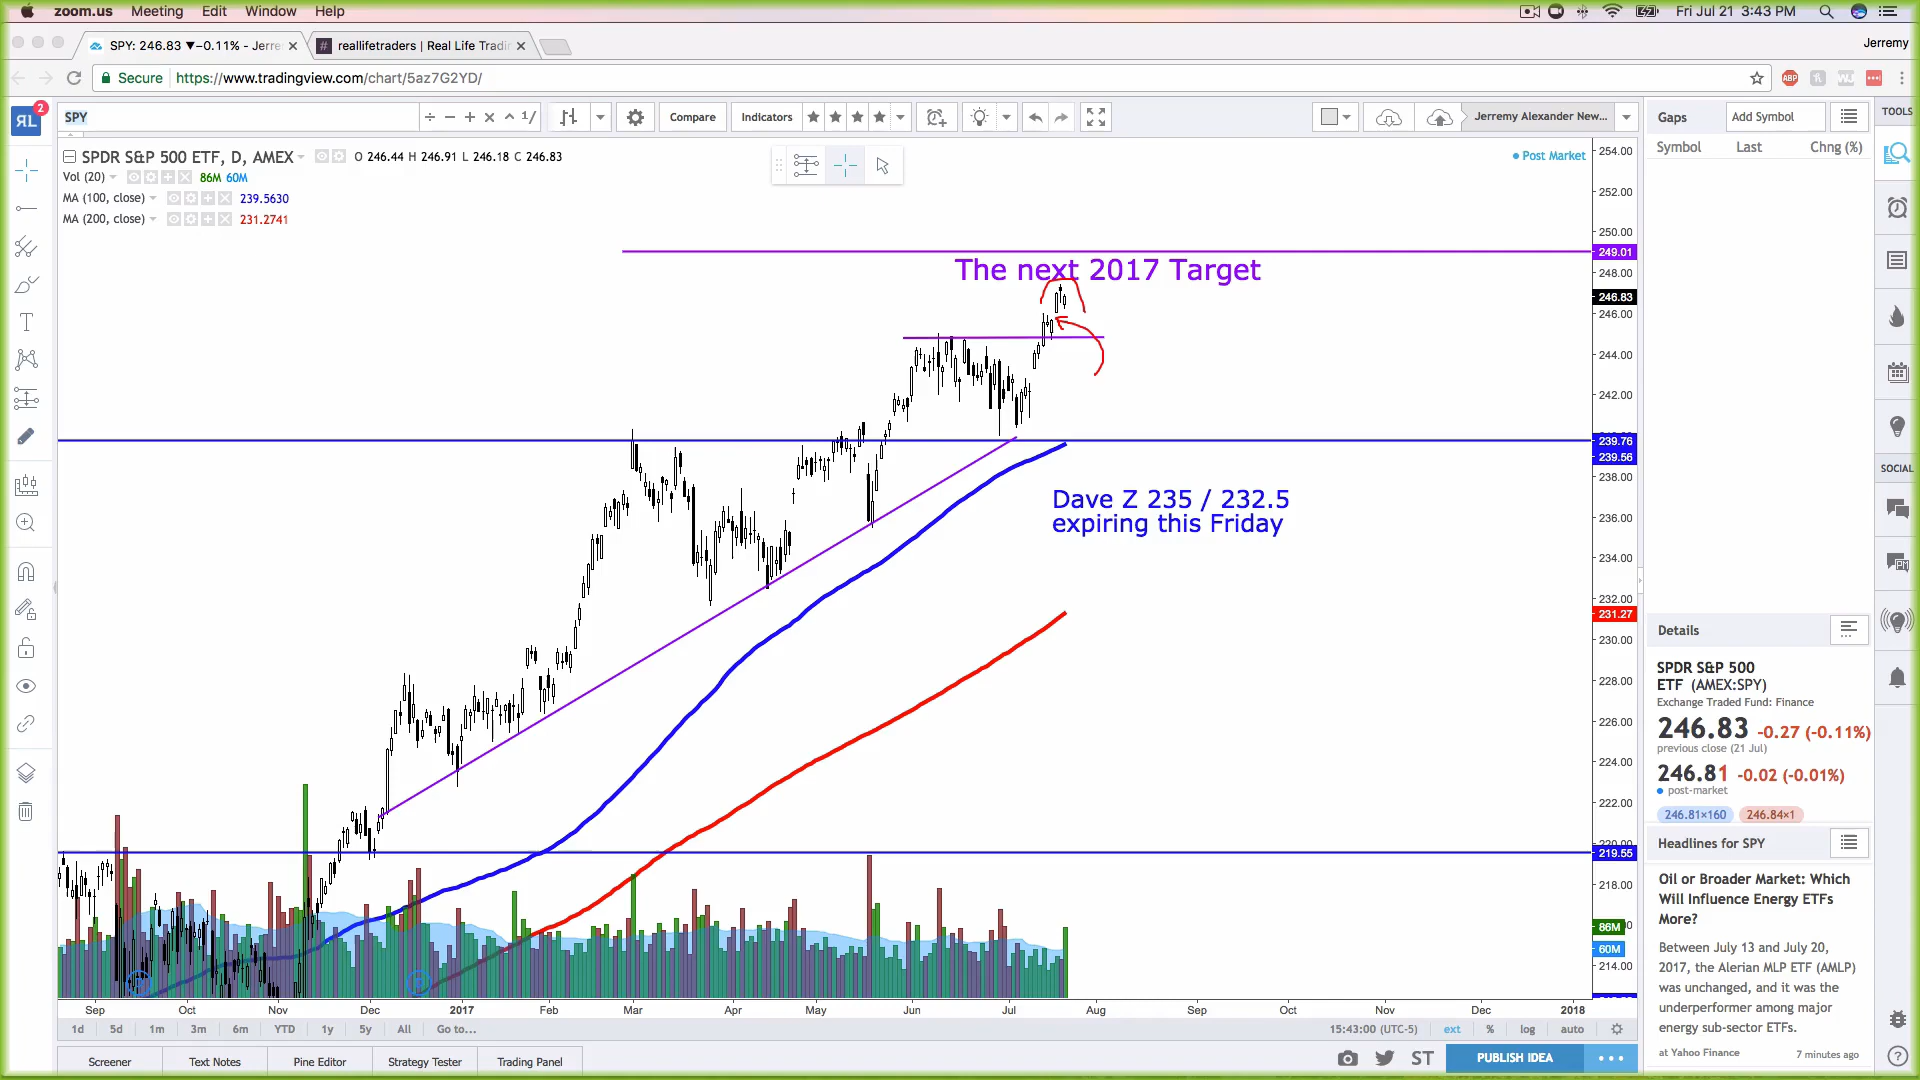 zoom.us Meeting Edit Window Help Fri Jul 21 3:43 PM
SPY: 246.83 ▼−0.11% - Jerre
reallifetraders | Real Life Tradin
Jeremy
Secure https://www.tradingview.com/chart/5az7G2YD/
RL 2
SPY
Compare
Indicators
Jerremy Alexander New...
Gaps
Add Symbol
TOOLS
Symbol Last Chng (%)
SPDR S&P 500 ETF, D, AMEX O 246.44 H 246.91 L 246.18 C 246.83
Vol (20) 86M 60M
MA (100, close) 239.5630
MA (200, close) 231.2741
Post Market
254.00
252.00
250.00
249.01
The next 2017 Target
248.00
246.83
246.00
244.00
242.00
239.76
239.56
238.00
Dave Z 235 / 232.5
expiring this Friday
236.00
234.00
232.00
231.27
230.00
228.00
226.00
224.00
222.00
219.55
218.00
86M
60M
214.00
SOCIAL
Details
SPDR S&P 500
ETF (AMEX:SPY)
Exchange Traded Fund: Finance
246.83 -0.27 (-0.11%)
previous close (21 Jul)
246.81 -0.02 (-0.01%)
post-market
246.81×160 246.84×1
Headlines for SPY
Oil or Broader Market: Which
Will Influence Energy ETFs
More?
Between July 13 and July 20,
2017, the Alerian MLP ETF (AMLP)
was unchanged, and it was the
underperformer among major
energy sub-sector ETFs.
at Yahoo Finance 7 minutes ago
Sep Oct Nov Dec 2017 Feb Mar Apr May Jun Jul Aug Sep Oct Nov Dec 2018
1d 5d 1m 3m 6m YTD 1y 5y All Go to... 15:43:00 (UTC-5) ext % log auto
Screener Text Notes Pine Editor Strategy Tester Trading Panel ST PUBLISH IDEA